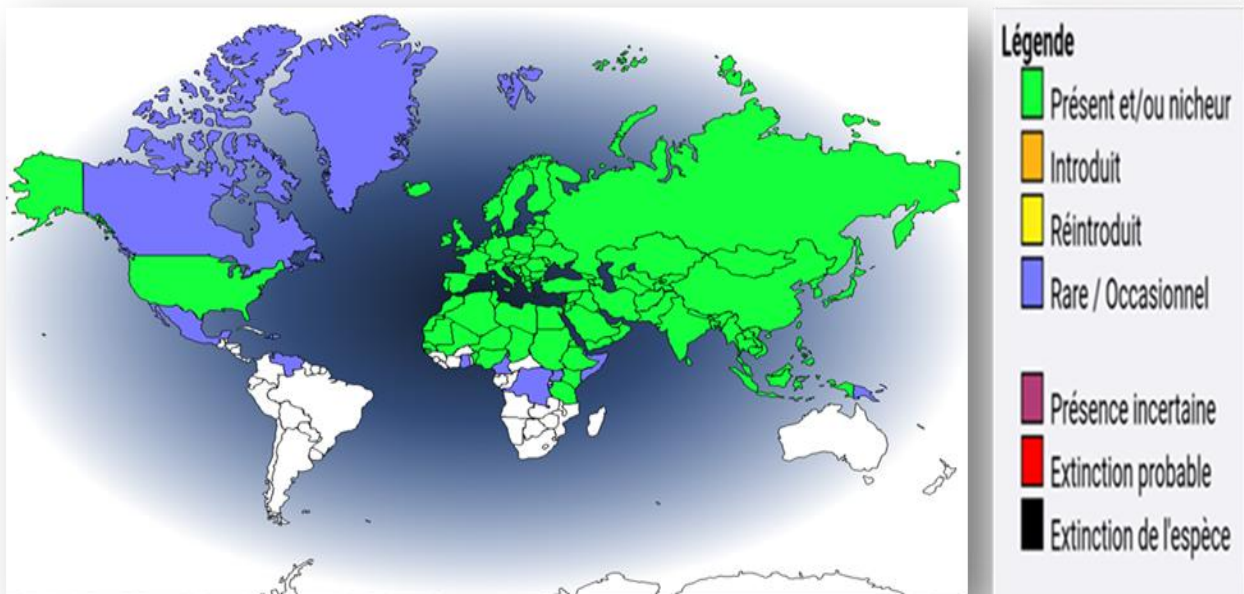 Légende
Présent et/ou nicheur
Introduit
Réintroduit
Rare / Occasionnel
Présence incertaine
Extinction probable
Extinction de l'espèce